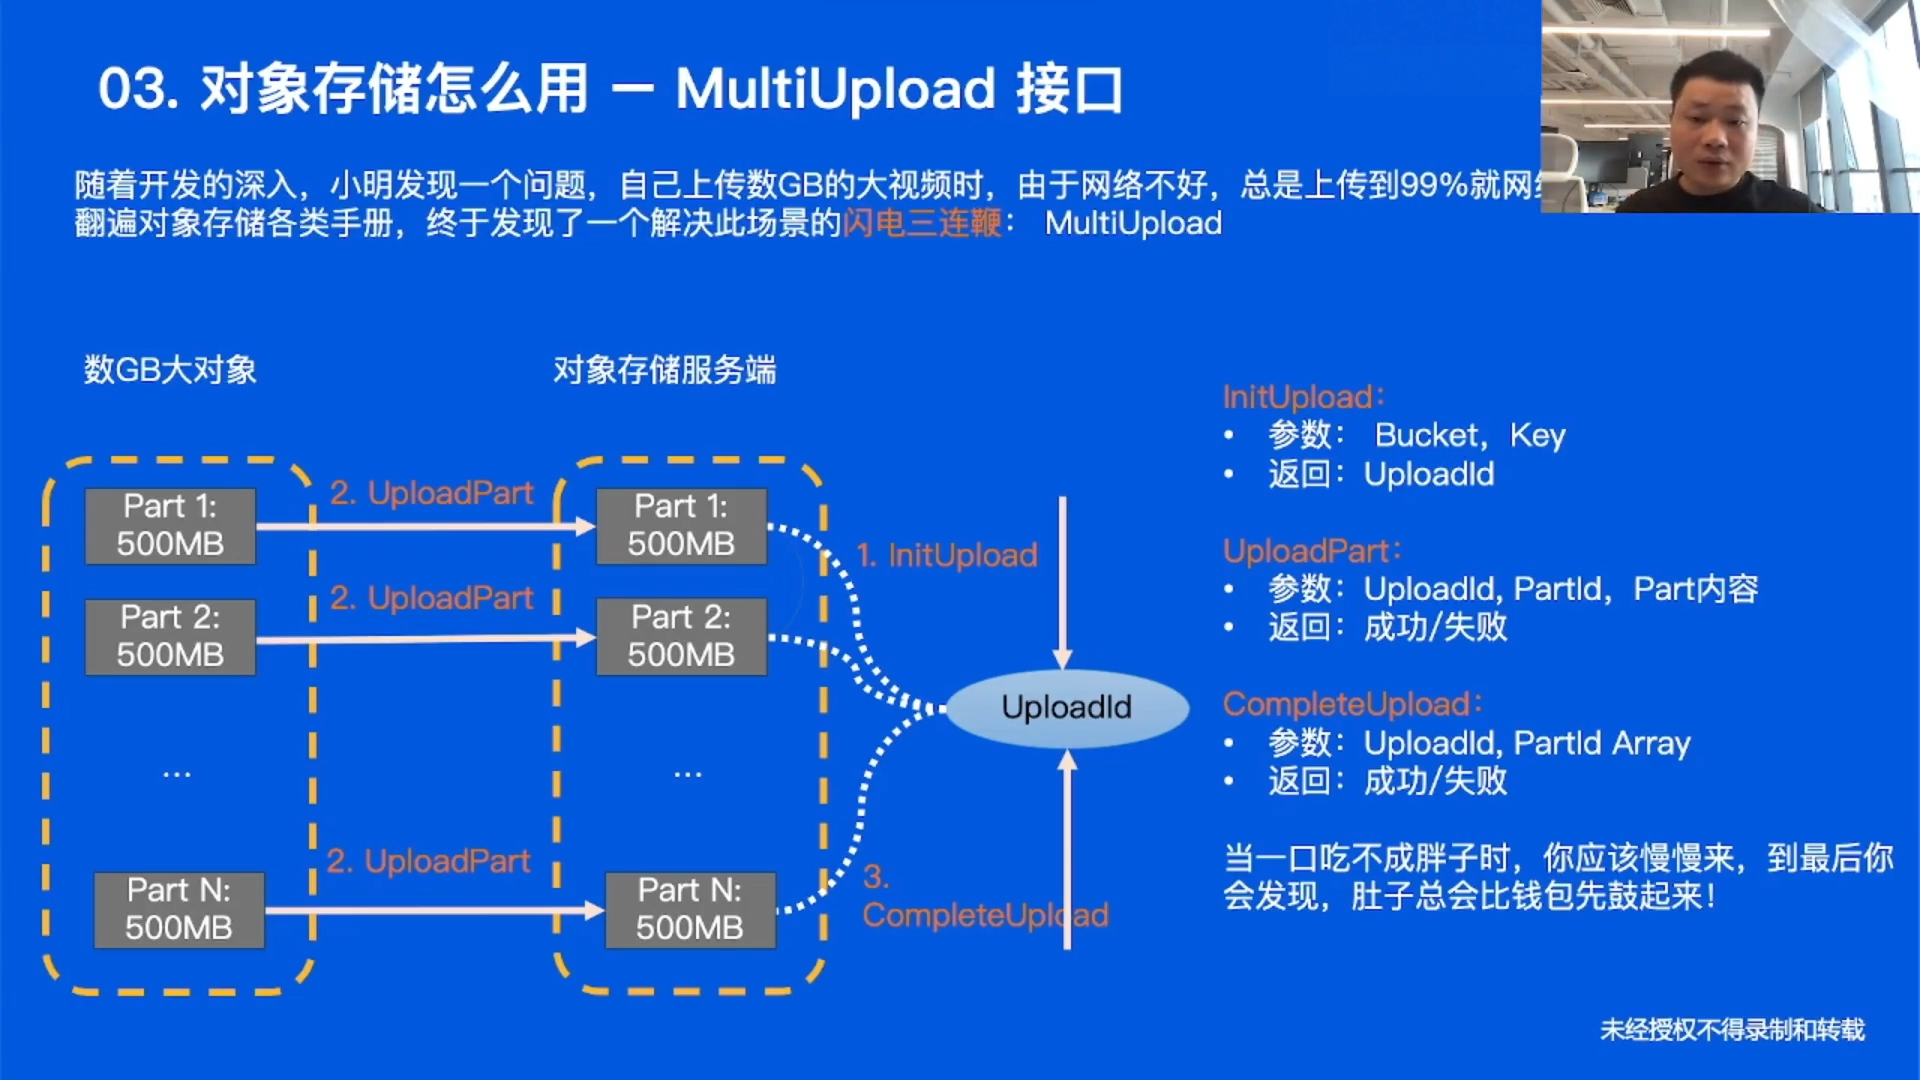 03. 对象存储怎么用 — MultiUpload 接口
随着开发的深入，小明发现一个问题，自己上传数GB的大视频时，由于网络不好，总是上传到99%就网
翻遍对象存储各类手册，终于发现了一个解决此场景的闪电三连鞭： MultiUpload
数GB大对象
对象存储服务端
Part 1:
500MB
2. UploadPart
Part 1:
500MB
Part 2:
500MB
2. UploadPart
Part 2:
500MB
...
...
Part N:
500MB
2. UploadPart
Part N:
500MB
1. InitUpload
UploadId
3.
CompleteUpload
InitUpload：
• 参数： Bucket，Key
• 返回：UploadId
UploadPart：
• 参数：UploadId, PartId，Part内容
• 返回：成功/失败
CompleteUpload：
• 参数：UploadId, PartId Array
• 返回：成功/失败
当一口吃不成胖子时，你应该慢慢来，到最后你
会发现，肚子总会比钱包先鼓起来！
未经授权不得录制和转载